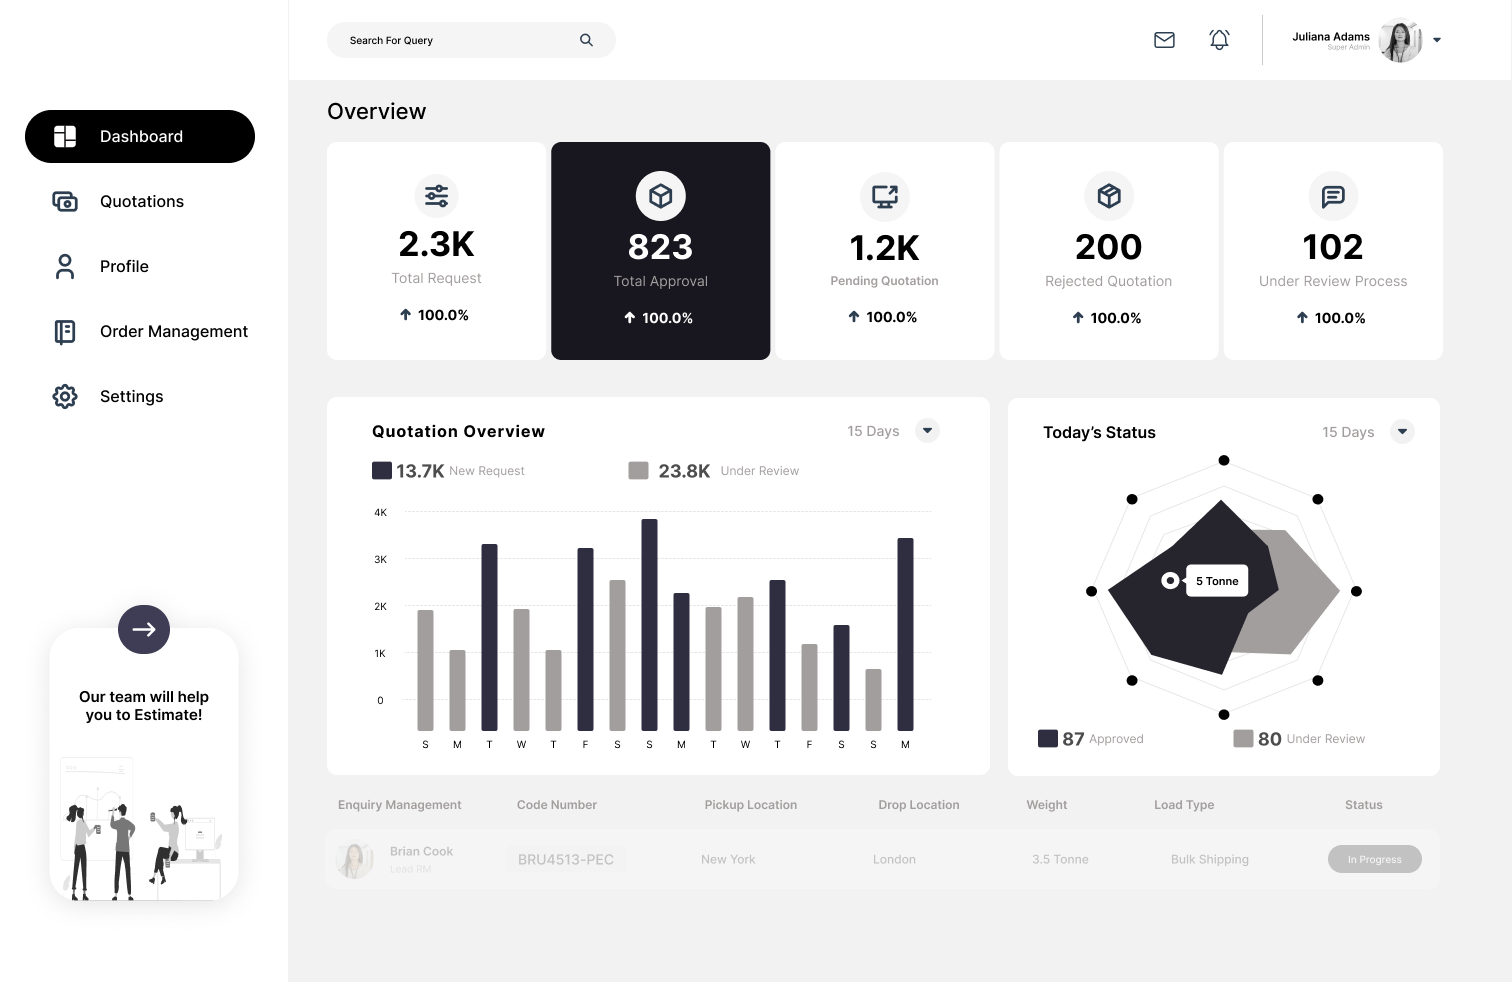 Search For Query
Juliana Adams
Super Admin
Dashboard
Quotations
Profile
Order Management
Settings
Our team will help
you to Estimate!
Overview
2.3K
Total Request
100.0%
823
Total Approval
100.0%
1.2K
Pending Quotation
100.0%
200
Rejected Quotation
100.0%
102
Under Review Process
100.0%
Quotation Overview
15 Days
13.7K New Request
23.8K Under Review
4K
3K
2K
1K
0
S M T W T F S S M T W T F S S M
Today’s Status
15 Days
5 Tonne
87 Approved
80 Under Review
Enquiry Management Code Number Pickup Location Drop Location Weight Load Type Status
Brian Cook
Lead RM
BRU4513-PEC
New York
London
3.5 Tonne
Bulk Shipping
In Progress